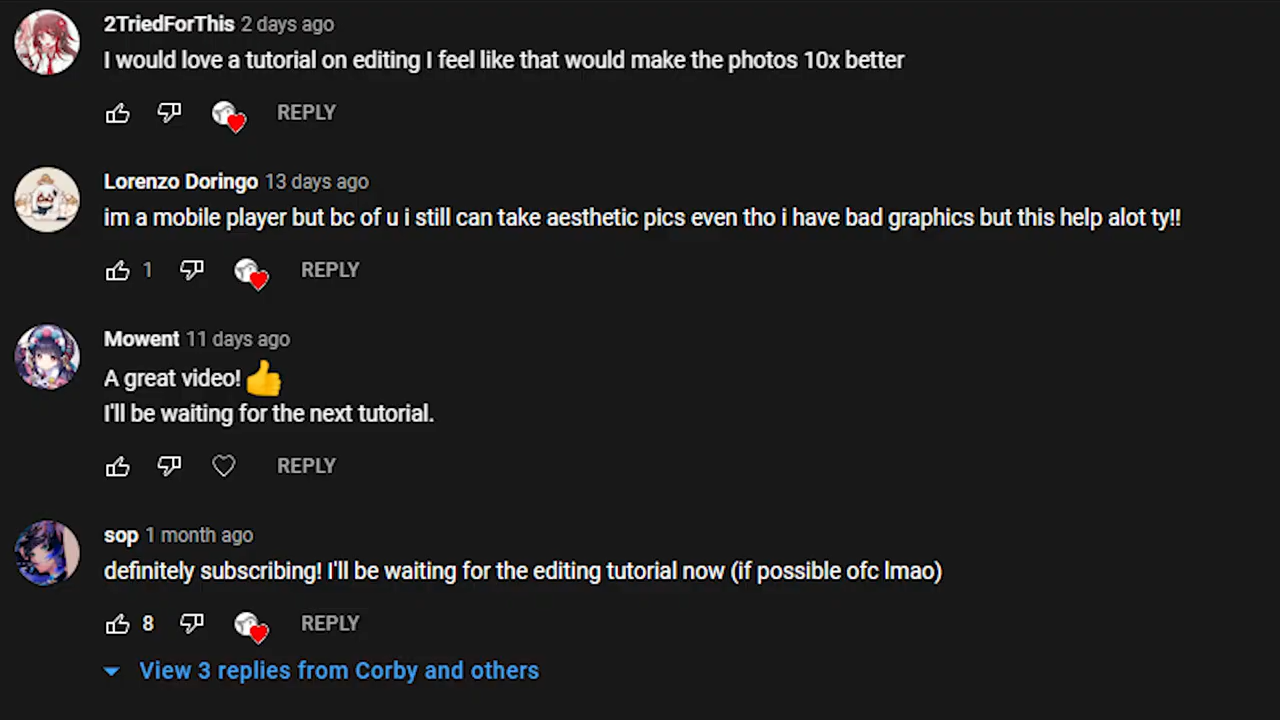 2TriedForThis 2 days ago
I would love a tutorial on editing I feel like that would make the photos 10x better
REPLY
Lorenzo Doringo 13 days ago
im a mobile player but bc of u i still can take aesthetic pics even tho i have bad graphics but this help alot ty!!
1 REPLY
Mowent 11 days ago
A great video! 👍
I'll be waiting for the next tutorial.
REPLY
sop 1 month ago
definitely subscribing! I'll be waiting for the editing tutorial now (if possible ofc lmao)
8 REPLY
View 3 replies from Corby and others